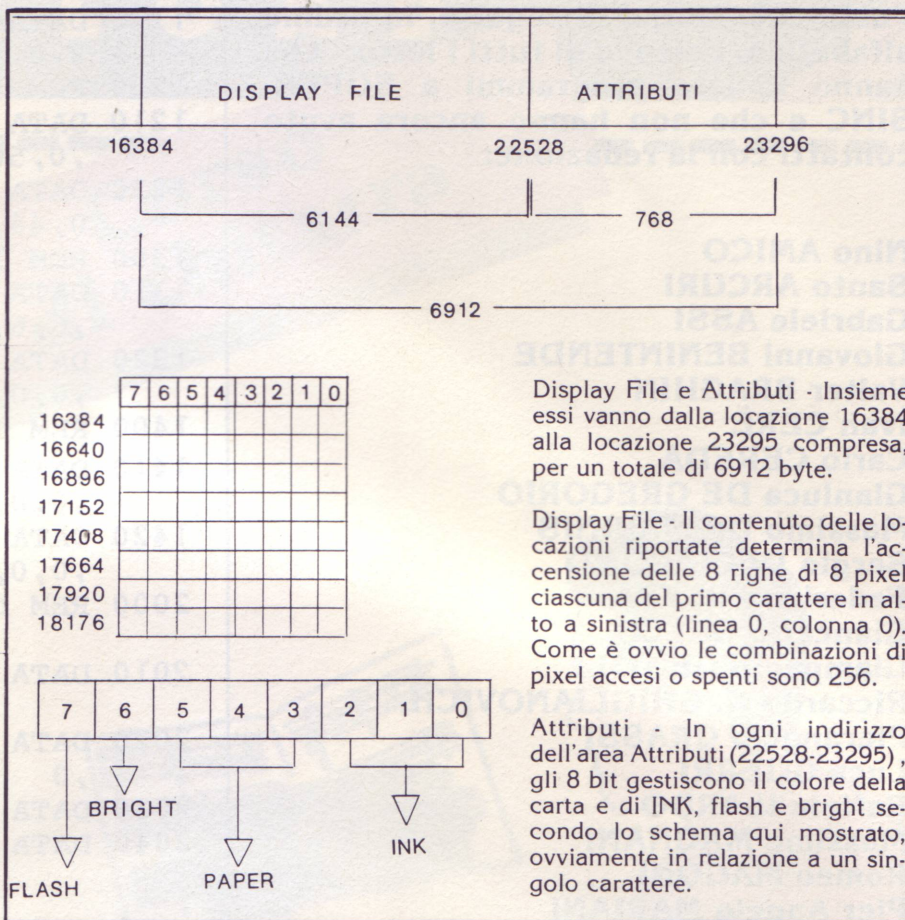 DISPLAY FILE ATTRIBUTI
16384 22528 23296
6144 768
6912
7 6 5 4 3 2 1 0
16384
16640
16896
17152
17408
17664
17920
18176
7 6 5 4 3 2 1 0
BRIGHT
INK
FLASH
PAPER
Display File e Attributi - Insieme
essi vanno dalla locazione 16384
alla locazione 23295 compresa,
per un totale di 6912 byte.
Display File - Il contenuto delle lo-
cazioni riportate determina l'ac-
censione delle 8 righe di 8 pixel
ciascuna del primo carattere in al-
to a sinistra (linea 0, colonna 0).
Come è ovvio le combinazioni di
pixel accesi o spenti sono 256.
Attributi - In ogni indirizzo
dell'area Attributi (22528-23295),
gli 8 bit gestiscono il colore della
carta e di INK, flash e bright se-
condo lo schema qui mostrato,
ovviamente in relazione a un sin-
golo carattere.